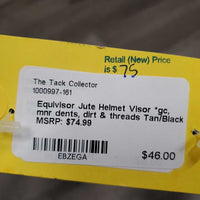 Retail (New) Price
is $ 75
The Tack Collector
1000997-161
Equivisor Jute Helmet Visor *gc,
mnr dents, dirt & threads Tan/Black
MSRP: $74.99
EBZEGA
$46.00